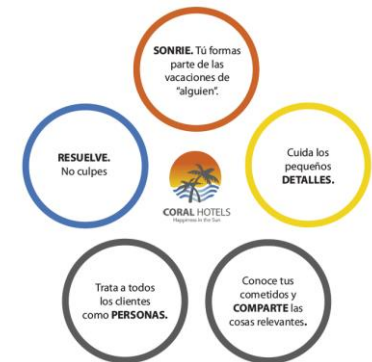 SONRIE. Tú formas
parte de las
vacaciones de
“alguien”.
RESUELVE.
No culpes
Cuida los
pequeños
DETALLES.
CORAL HOTELS
Happiness in the Sun
Trata a todos
los clientes
como PERSONAS.
Conoce tus
cometidos y
COMPARTE las
cosas relevantes.